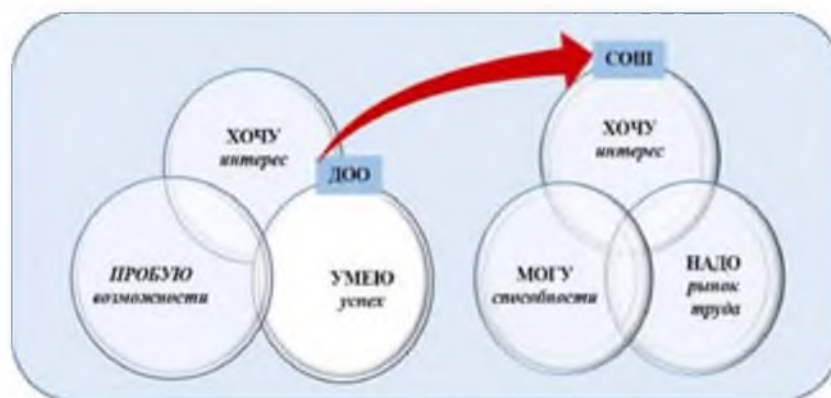 СОШ
ХОЧУ
интерес
ДОО
ПРОБУЮ
возможности
УМЕЮ
успех
ХОЧУ
интерес
МОГУ
способности
НАДО
рынок
труда